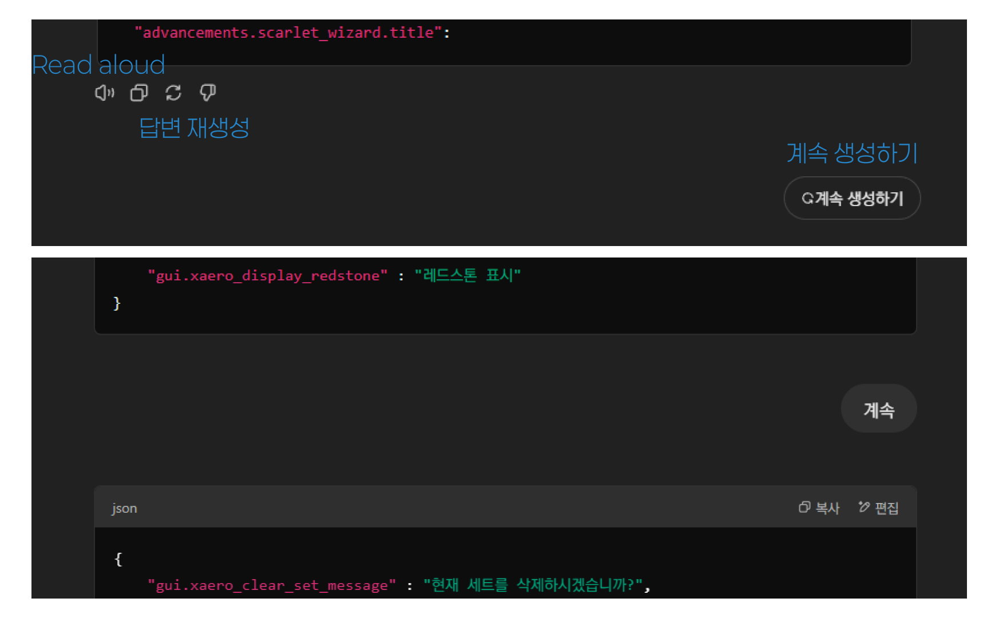 "advancements.scarlet_wizard.title":
Read aloud
답변 재생성
계속 생성하기
계속 생성하기
"gui.xaero_display_redstone" : "레드스톤 표시"
}
계속
json 복사 편집
{
"gui.xaero_clear_set_message" : "현재 세트를 삭제하시겠습니까?",